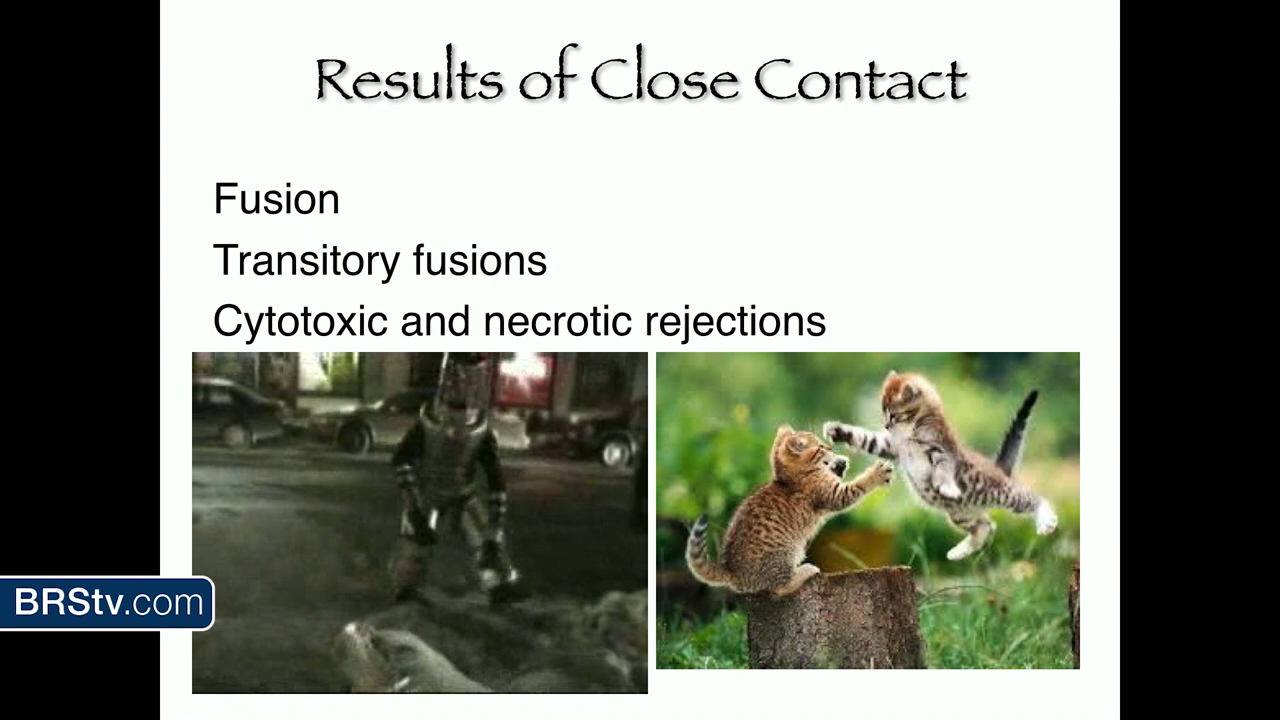 Results of Close Contact
Fusion
Transitory fusions
Cytotoxic and necrotic rejections
BRStv.com